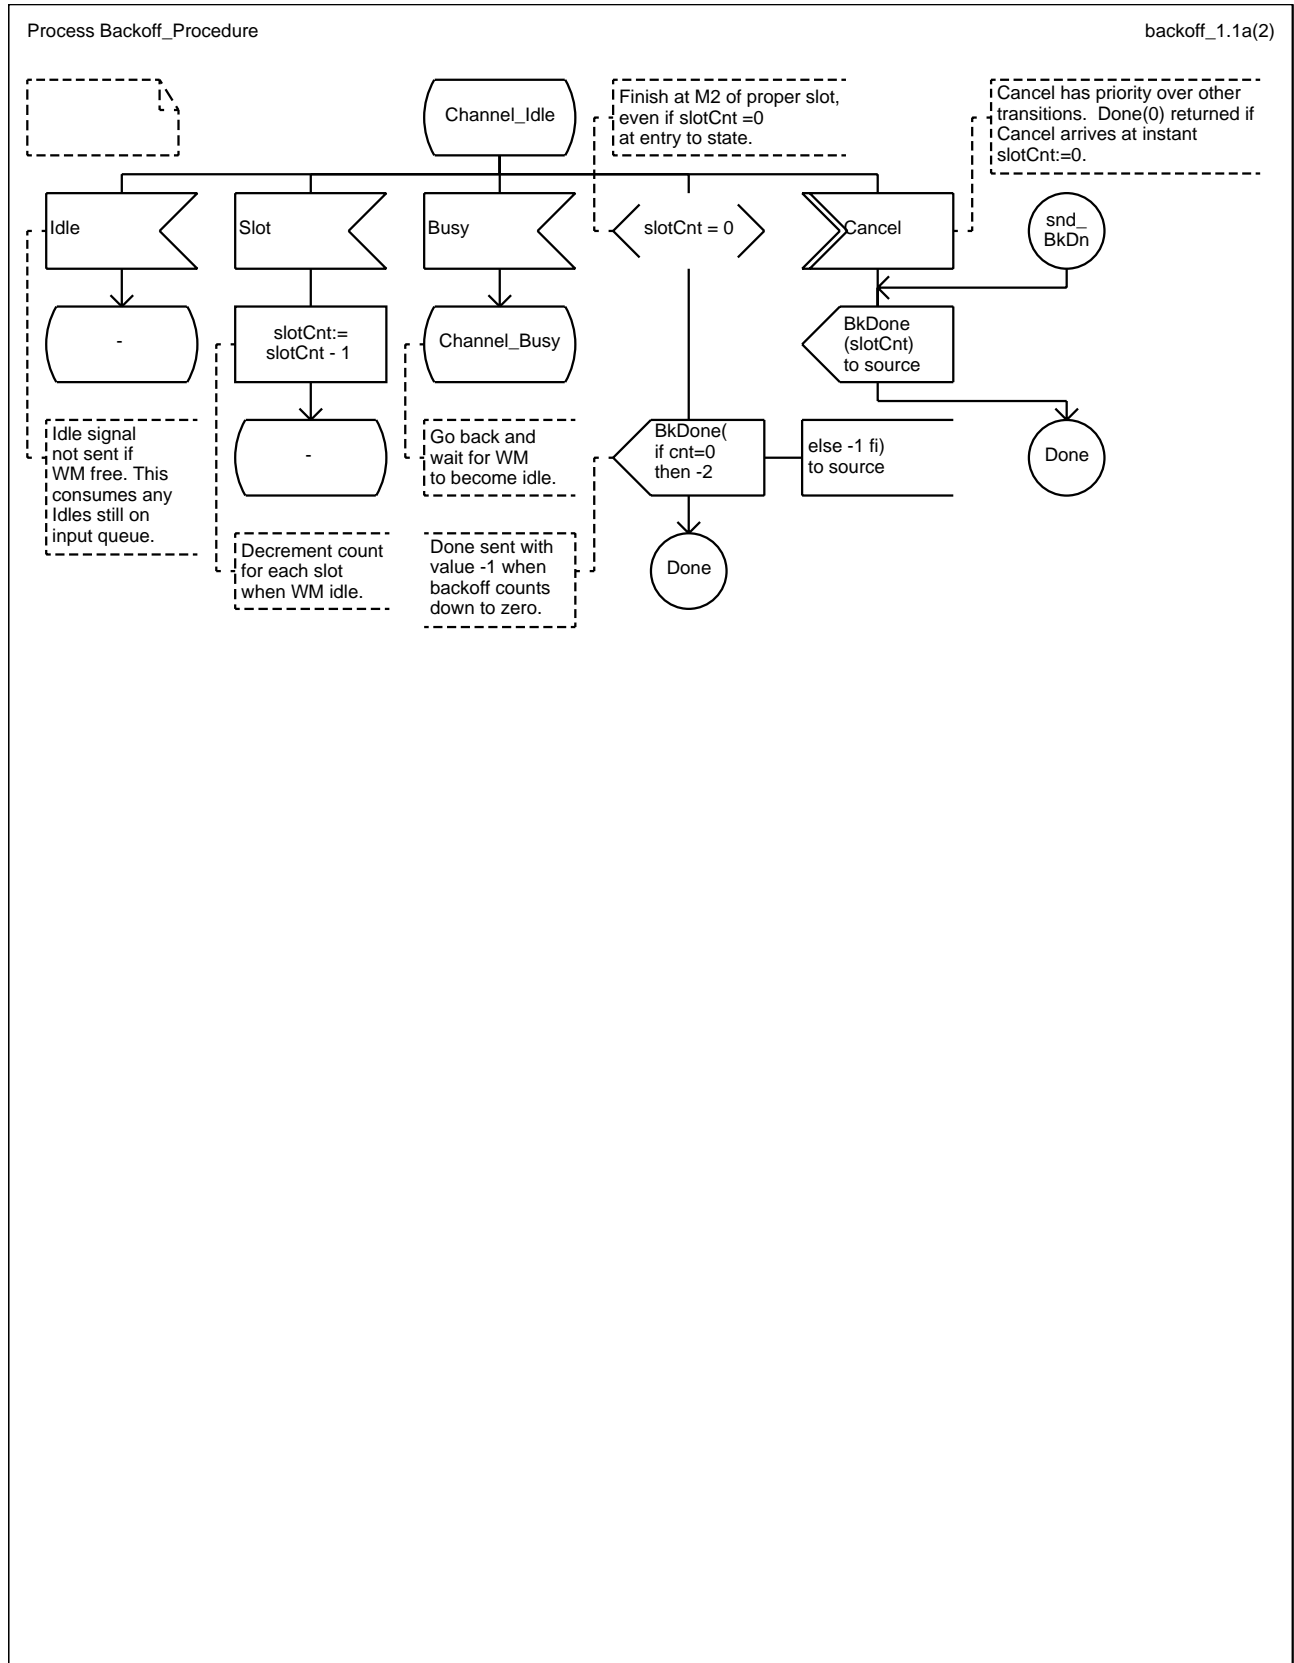 Process Backoff_Procedure
backoff_1.1a(2)
Channel_Idle
Finish at M2 of proper slot,
even if slotCnt =0
at entry to state.
Cancel has priority over other
transitions.  Done(0) returned if
Cancel arrives at instant
slotCnt:=0.
Idle
Slot
Busy
slotCnt = 0
Cancel
snd_
BkDn
-
slotCnt:=
slotCnt - 1
Channel_Busy
BkDone
(slotCnt)
to source
Idle signal
not sent if
WM free. This
consumes any
Idles still on
input queue.
-
Go back and
wait for WM
to become idle.
BkDone(
if cnt=0
then -2
else -1 fi)
to source
Done
Decrement count
for each slot
when WM idle.
Done sent with
value -1 when
backoff counts
down to zero.
Done